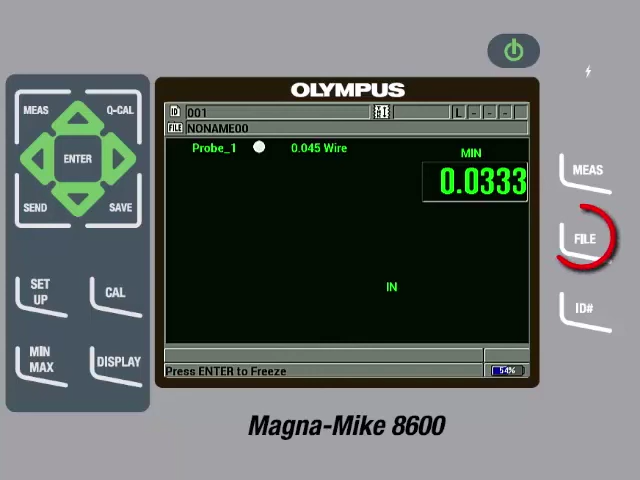 MEAS
Q-CAL
ENTER
SEND
SAVE
SET UP
CAL
MIN MAX
DISPLAY
OLYMPUS
ID 001
L - - -
FILE NONAME00
Probe_1
0.045 Wire
MIN
0.0333
IN
Press ENTER to Freeze
54%
MEAS
FILE
ID#
Magna-Mike 8600